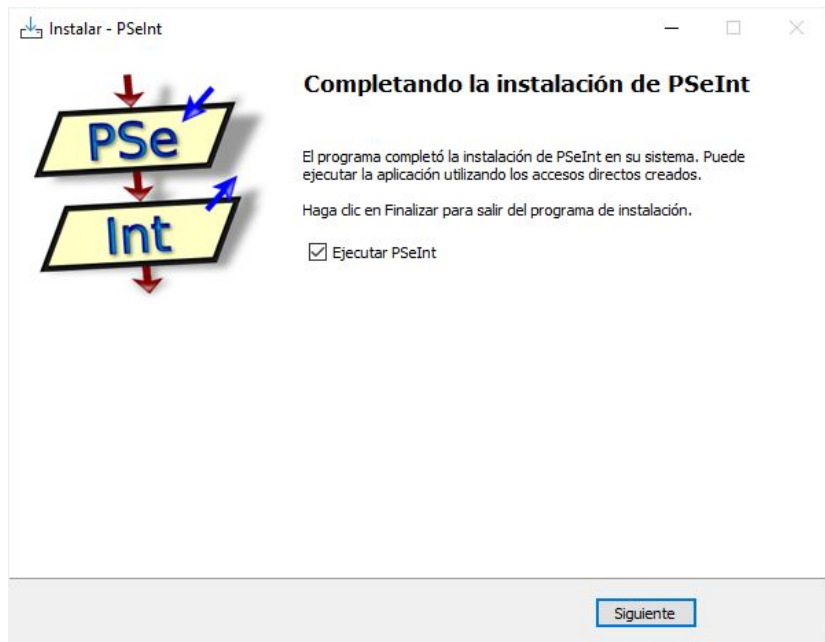 Instalar - PSeInt
Completando la instalación de PSeInt
PSe
Int
El programa completó la instalación de PSeInt en su sistema. Puede
ejecutar la aplicación utilizando los accesos directos creados.
Haga clic en Finalizar para salir del programa de instalación.
Ejecutar PSeInt
Siguiente